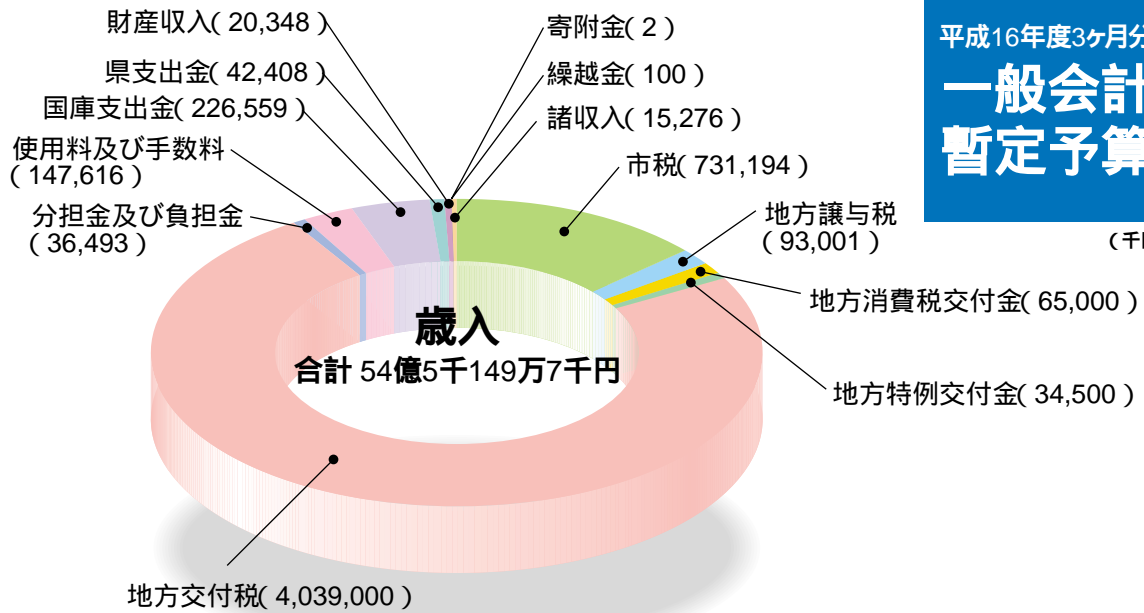 財産収入( 20,348 )
県支出金( 42,408 )
国庫支出金( 226,559 )
使用料及び手数料
( 147,616 )
分担金及び負担金
( 36,493 )
寄附金( 2 )
繰越金( 100 )
諸収入( 15,276 )
市税( 731,194 )
地方譲与税
( 93,001 )
地方消費税交付金( 65,000 )
地方特例交付金( 34,500 )
地方交付税( 4,039,000 )
歳入
合計 54億5千149万7千円
平成16年度3ヶ月分
一般会計
暫定予算
(千